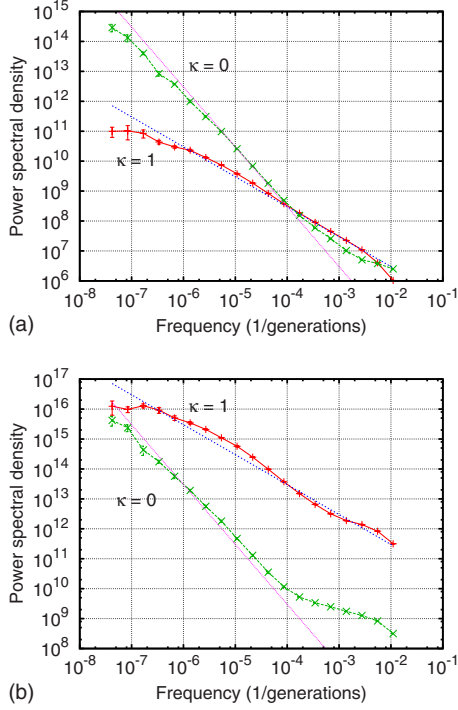 10^15
10^14
10^13
10^12
10^11
10^10
10^9
10^8
10^7
10^6
Power spectral density
κ = 0
κ = 1
10^-8 10^-7 10^-6 10^-5 10^-4 10^-3 10^-2 10^-1
(a) Frequency (1/generations)
10^17
10^16
10^15
10^14
10^13
10^12
10^11
10^10
10^9
10^8
Power spectral density
κ = 1
κ = 0
10^-8 10^-7 10^-6 10^-5 10^-4 10^-3 10^-2 10^-1
(b) Frequency (1/generations)